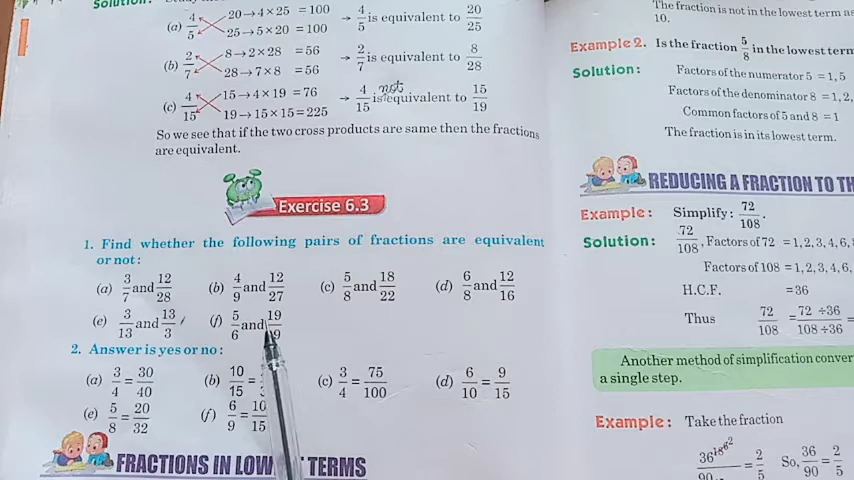 Solution:
(a) 4/5 20→4×25 =100 → 4/5 is equivalent to 20/25
25→5×20 =100
(b) 2/7 8→2×28 =56 → 2/7 is equivalent to 8/28
28→7×8 =56
(c) 4/15 15→4×19=76 → 4/15 is not equivalent to 15/19
19→15×15=225
So we see that if the two cross products are same then the fractions
are equivalent.
Exercise 6.3
1. Find whether the following pairs of fractions are equivalent
or not:
(a) 3/7 and 12/28 (b) 4/9 and 12/27 (c) 5/8 and 18/22 (d) 6/8 and 12/16
(e) 3/13 and 13/3 (f) 5/6 and 19/
2. Answer is yes or no:
(a) 3/4 = 30/40 (b) 10/15 = (c) 3/4 = 75/100 (d) 6/10 = 9/15
(e) 5/8 = 20/32 (f) 6/9 = 10/15
FRACTIONS IN LOW TERMS
The fraction is not in the lowest term as
10.
Example 2. Is the fraction 5/8 in the lowest term
Solution: Factors of the numerator 5 = 1, 5
Factors of the denominator 8 = 1, 2,
Common factors of 5 and 8 = 1
The fraction is in its lowest term.
REDUCING A FRACTION TO TH
Example: Simplify: 72/108.
Solution: 72/108, Factors of 72 = 1, 2, 3, 4, 6,
Factors of 108 = 1, 2, 3, 4, 6,
H.C.F. = 36
Thus 72/108 = 72 ÷36/108 ÷36
Another method of simplification conver
a single step.
Example: Take the fraction
36 18 6 2/90 = 2/5 So, 36/90 = 2/5